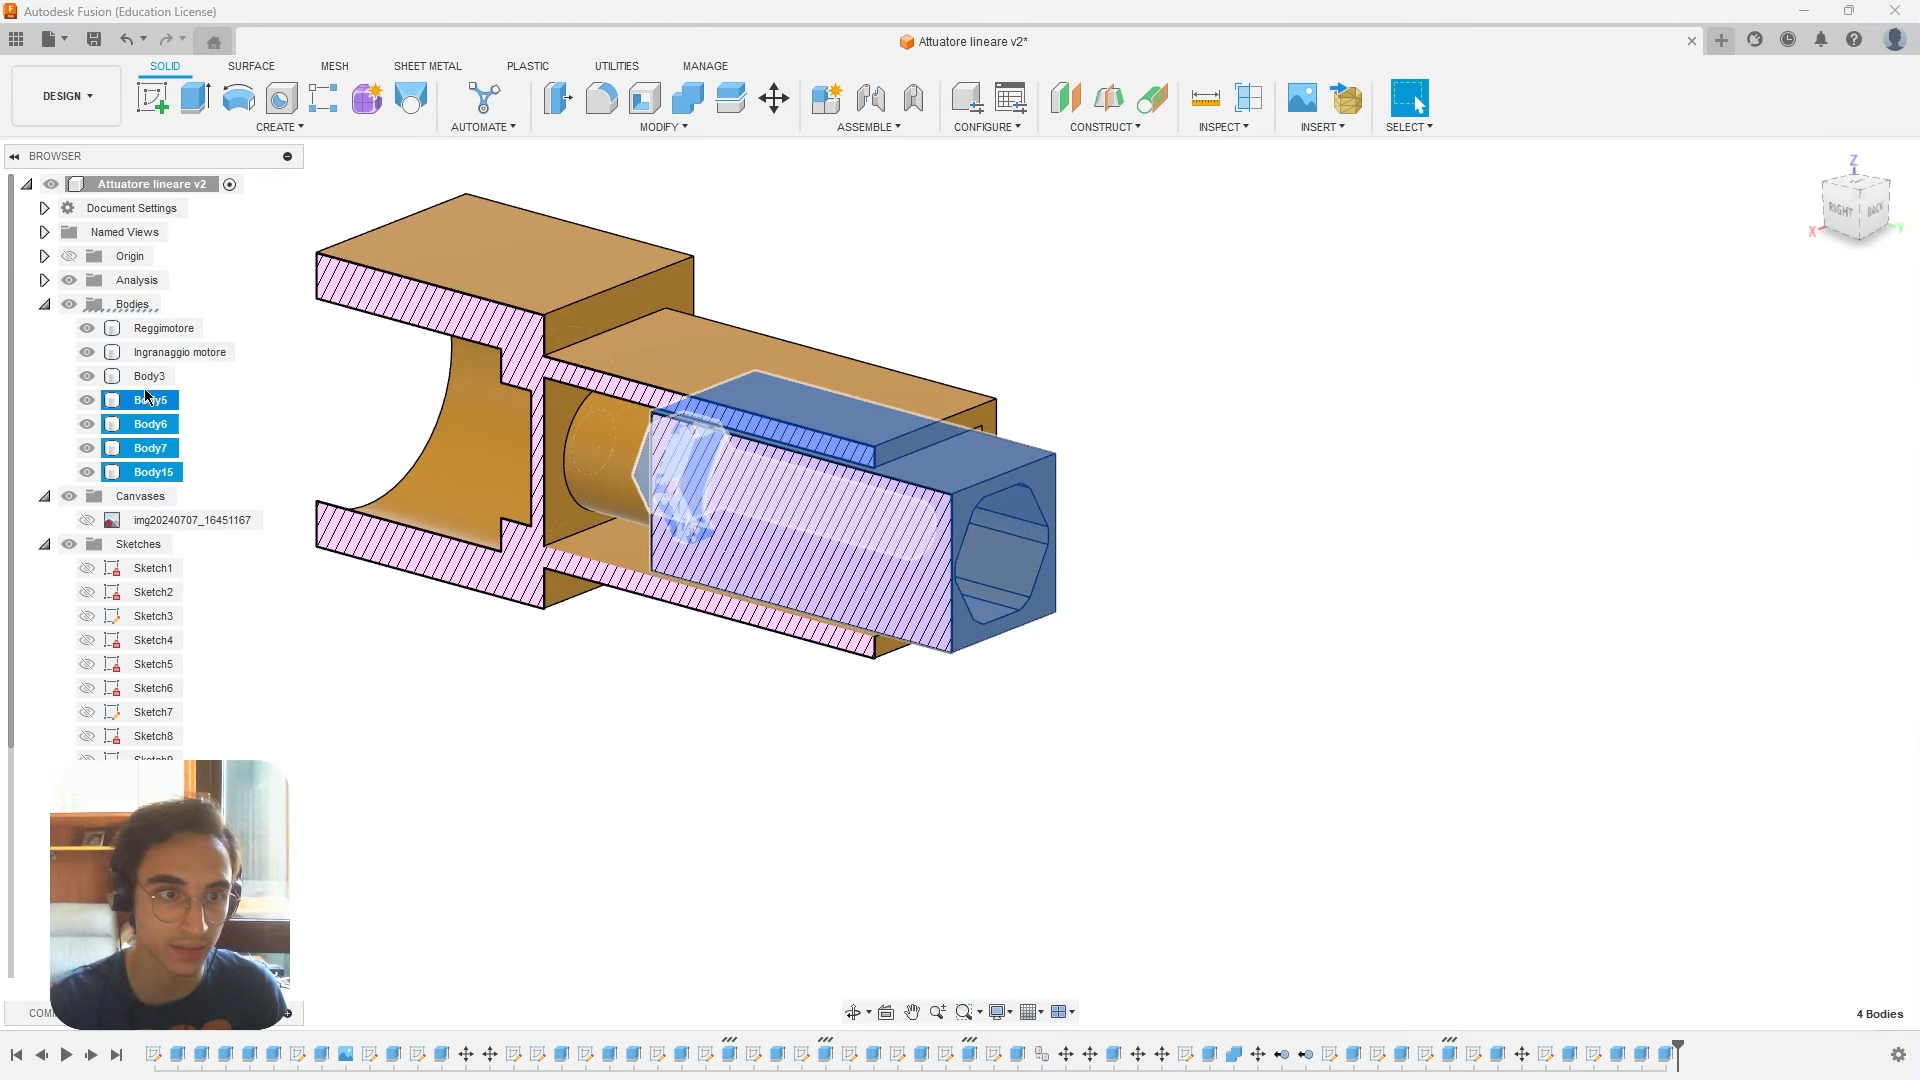 Autodesk Fusion (Education License)
Attuatore lineare v2*
DESIGN
SOLID SURFACE MESH SHEET METAL PLASTIC UTILITIES MANAGE
CREATE AUTOMATE MODIFY ASSEMBLE CONFIGURE CONSTRUCT INSPECT INSERT SELECT
BROWSER
Attuatore lineare v2
Document Settings
Named Views
Origin
Analysis
Bodies
Reggimotore
Ingranaggio motore
Body3
Body5
Body6
Body7
Body15
Canvases
img20240707_16451167
Sketches
Sketch1
Sketch2
Sketch3
Sketch4
Sketch5
Sketch6
Sketch7
Sketch8
Sketch9
Z
RIGHT BACK
X
Y
4 Bodies